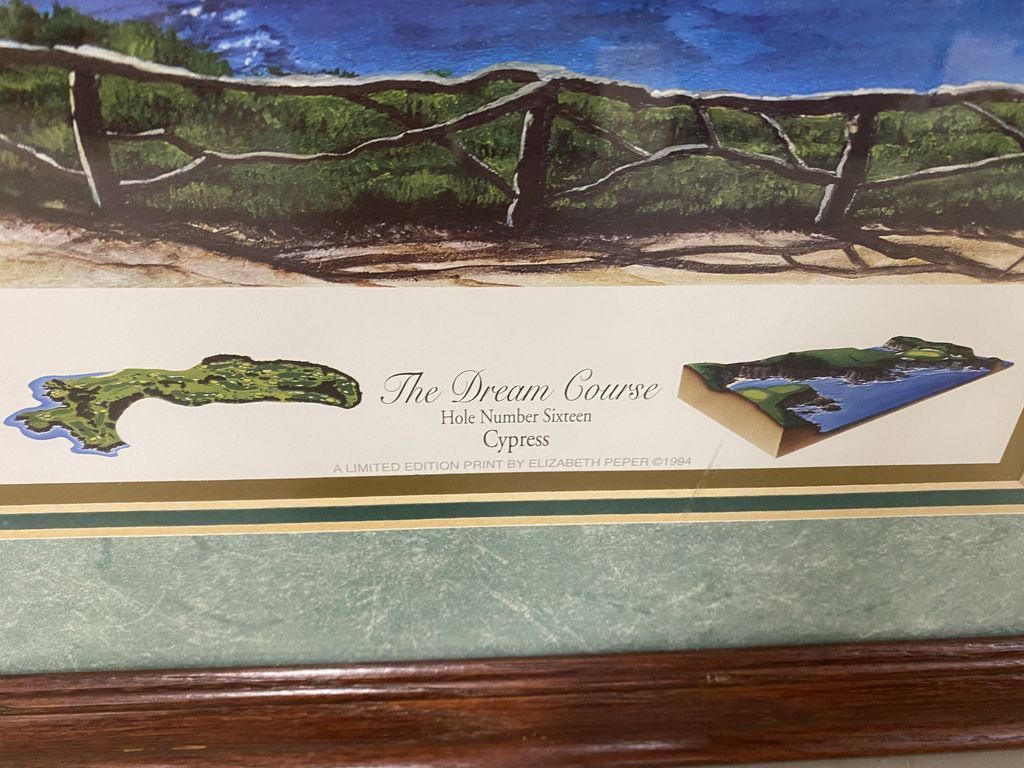 The Dream Course
Hole Number Sixteen
Cypress
A LIMITED EDITION PRINT BY ELIZABETH PEPER ©1994